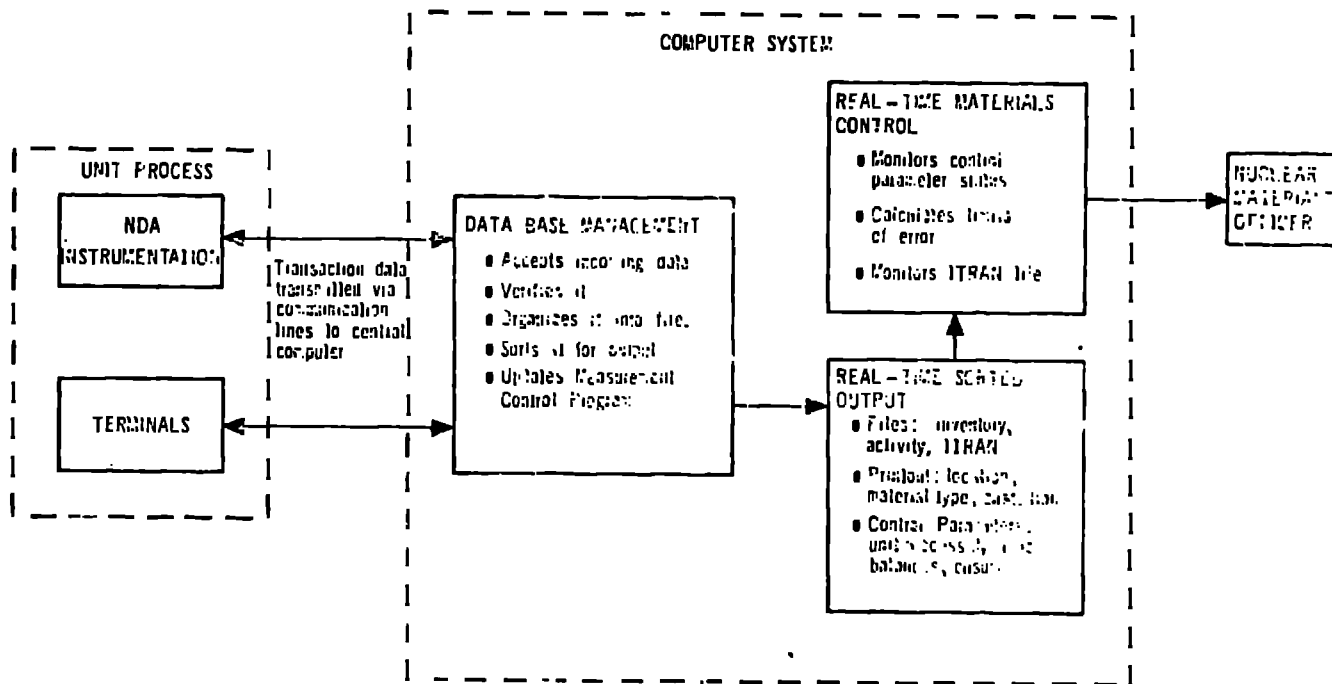 COMPUTER SYSTEM
UNIT PROCESS
NDA
INSTRUMENTATION
TERMINALS
Transaction data
transmitted via
communication
lines to central
computer
DATA BASE MANAGEMENT
• Accepts incoming data
• Verifies it
• Organizes it into file.
• Sorts it for output
• Updates Measurement
Control Program
REAL-TIME MATERIALS
CONTROL
• Monitors control
parameter status
• Calculates limits
of error
• Monitors ITRAN file
REAL-TIME SORTED
OUTPUT
• Files: inventory,
activity, ITRAN
• Printout: location,
material type,
• Control Parameters,
unit
balances,
NUCLEAR
MATERIAL
OFFICER